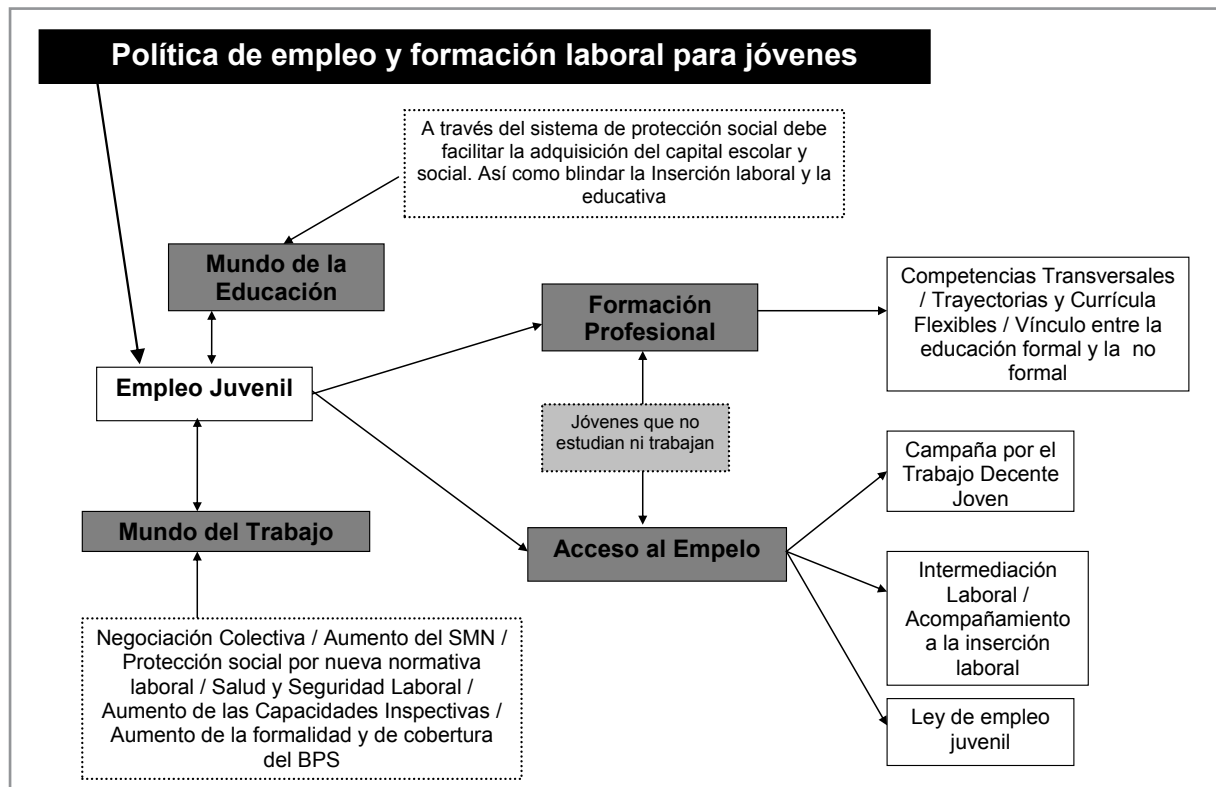 Política de empleo y formación laboral para jóvenes
A través del sistema de protección social debe
facilitar la adquisición del capital escolar y
social. Así como blindar la Inserción laboral y la
educativa
Mundo de la
Educación
Formación
Profesional
Competencias Transversales
/ Trayectorias y Currícula
Flexibles / Vínculo entre la
educación formal y la no
formal
Empleo Juvenil
Jóvenes que no
estudian ni trabajan
Campaña por el
Trabajo Decente
Joven
Mundo del Trabajo
Acceso al Empelo
Intermediación
Laboral /
Acompañamiento
a la inserción
laboral
Negociación Colectiva / Aumento del SMN /
Protección social por nueva normativa
laboral / Salud y Seguridad Laboral /
Aumento de las Capacidades Inspectivas /
Aumento de la formalidad y de cobertura
del BPS
Ley de empleo
juvenil